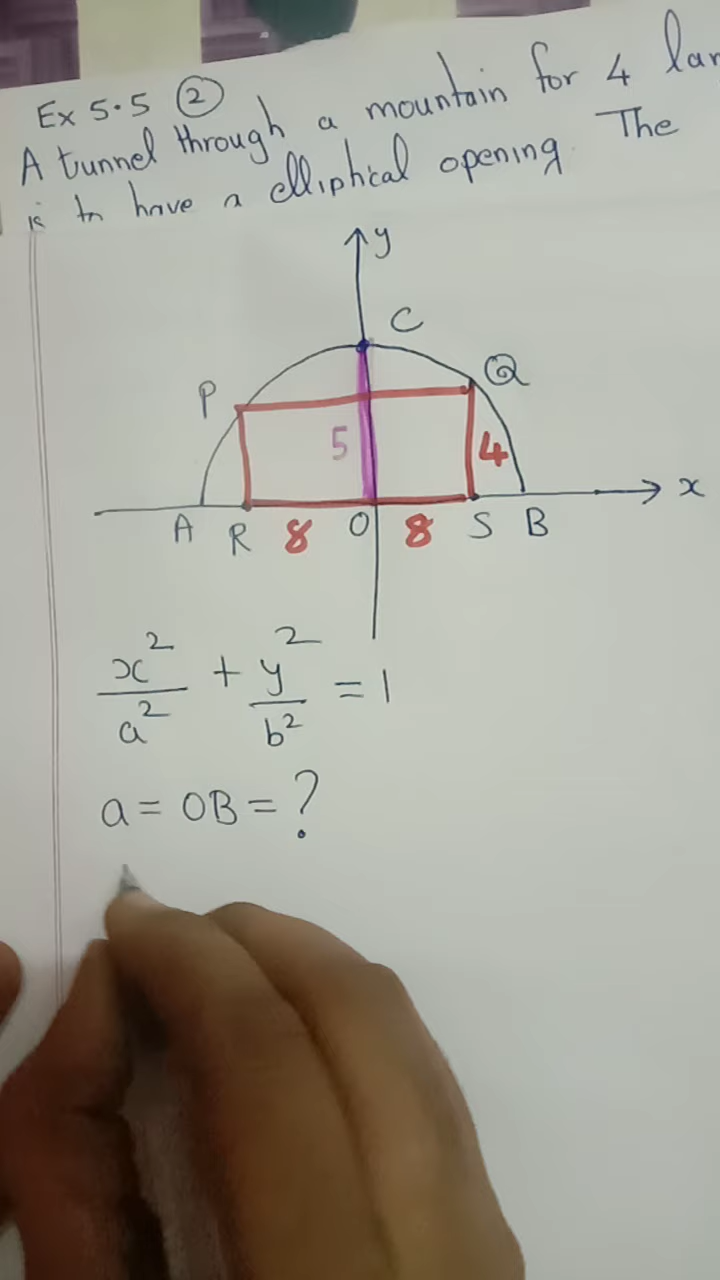 Ex 5.5 ②
A tunnel through a mountain for 4
is to have a elliphcal opening. The
y
C
P
Q
5
4
x
A R 8 O 8 S B
x²/a² + y²/b² = 1
a = OB = ?